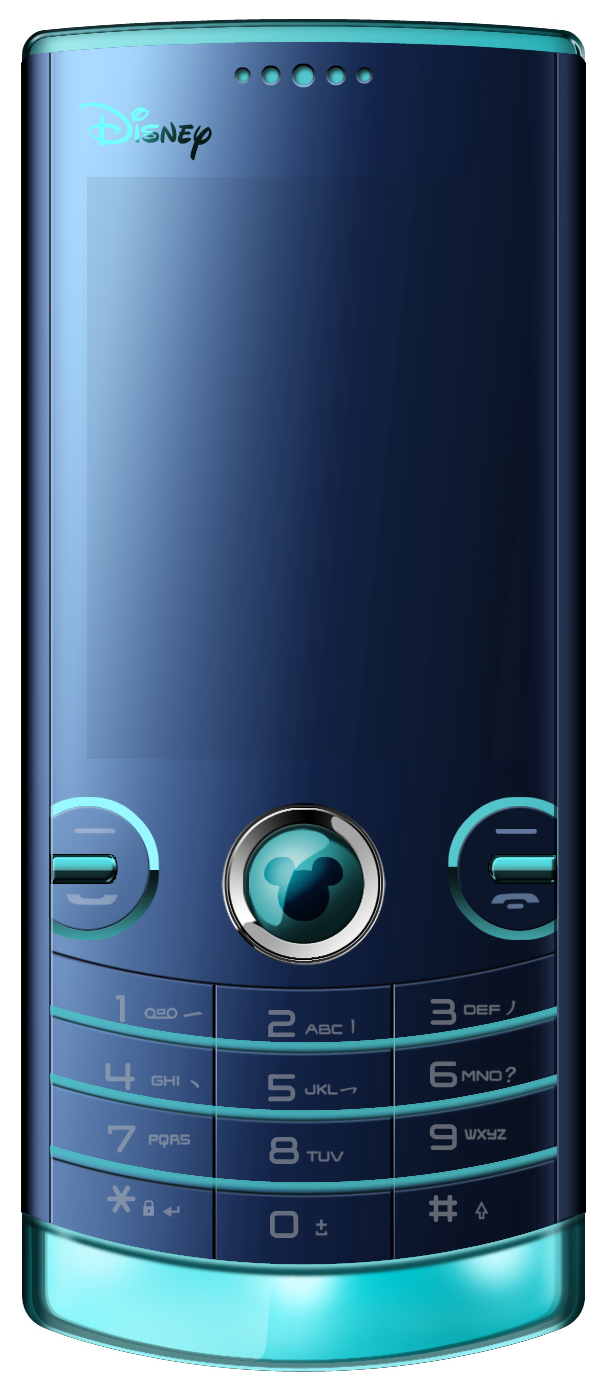 Disney
1 2 ABC 3 DEF
4 GHI 5 JKL 6 MNO ?
7 PQRS 8 TUV 9 WXYZ
* 0 ± #